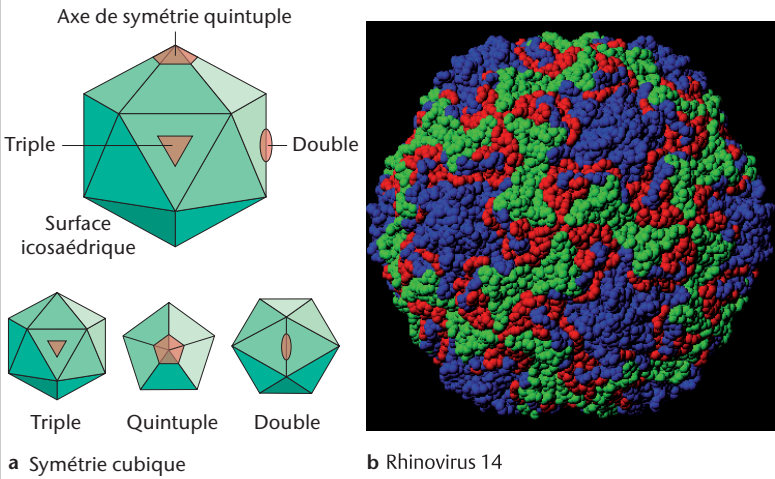 Axe de symétrie quintuple
Triple
Double
Surface
icosaédrique
Triple
Quintuple
Double
a Symétrie cubique
b Rhinovirus 14